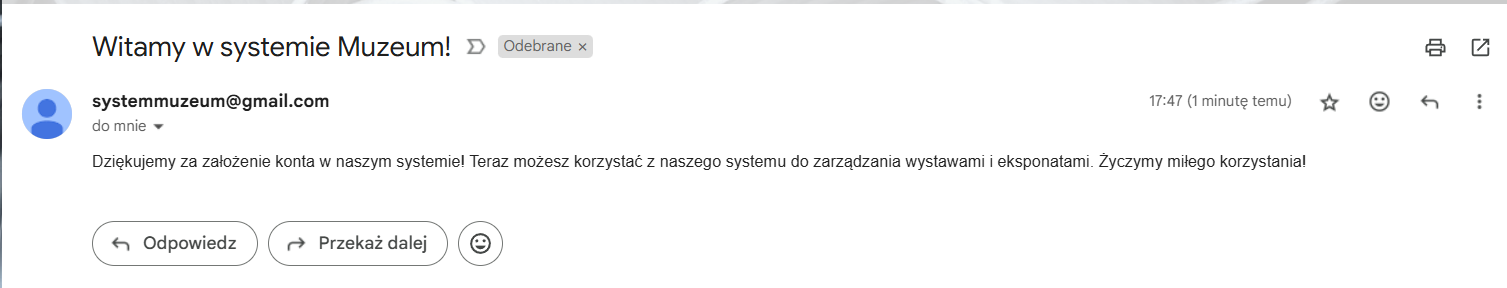 Witamy w systemie Muzeum! Odebrane ×
systemmuzeum@gmail.com 17:47 (1 minutę temu)
do mnie
Dziękujemy za założenie konta w naszym systemie! Teraz możesz korzystać z naszego systemu do zarządzania wystawami i eksponatami. Życzymy miłego korzystania!
Odpowiedz Przekaż dalej